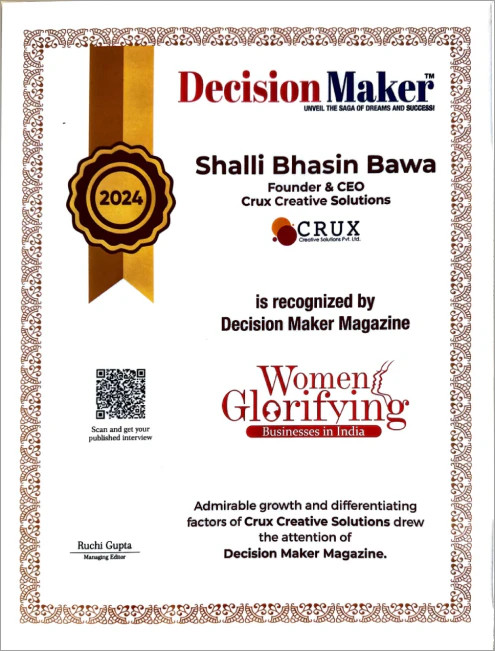 Decision Maker™
UNVEIL THE SAGA OF DREAMS AND SUCCESS!
Shalli Bhasin Bawa
Founder & CEO
Crux Creative Solutions
CRUX
Creative Solutions Pvt. Ltd.
2024
is recognized by
Decision Maker Magazine
Women
Glorifying
Businesses in India
Scan and get your
published interview
Admirable growth and differentiating
factors of Crux Creative Solutions drew
the attention of
Decision Maker Magazine.
Ruchi Gupta
Managing Editor